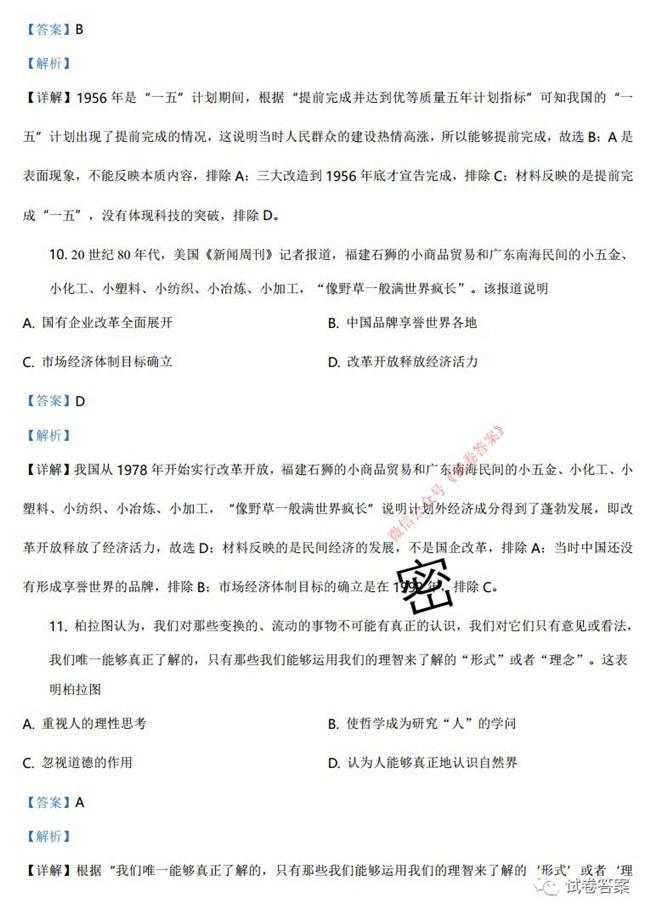 【答案】B
【解析】
【详解】1956 年是“一五”计划期间，根据“提前完成并达到优等质量五年计划指标”可知我国的“一
五”计划出现了提前完成的情况，这说明当时人民群众的建设热情高涨，所以能够提前完成，故选 B；A 是
表面现象，不能反映本质内容，排除 A；三大改造到 1956 年底才宣告完成，排除 C；材料反映的是提前完
成“一五”，没有体现科技的突破，排除 D。
10. 20 世纪 80 年代，美国《新闻周刊》记者报道，福建石狮的小商品贸易和广东南海民间的小五金、
小化工、小塑料、小纺织、小冶炼、小加工，“像野草一般满世界疯长”。该报道说明
A. 国有企业改革全面展开 B. 中国品牌享誉世界各地
C. 市场经济体制目标确立 D. 改革开放释放经济活力
【答案】D
【解析】
【详解】我国从 1978 年开始实行改革开放，福建石狮的小商品贸易和广东南海民间的小五金、小化工、小
塑料、小纺织、小冶炼、小加工，“像野草一般满世界疯长”说明计划外经济成分得到了蓬勃发展，即改
革开放释放了经济活力，故选 D；材料反映的是民间经济的发展，不是国企改革，排除 A；当时中国还没
有形成享誉世界的品牌，排除 B；市场经济体制目标的确立是在 1992 年，排除 C。
微信公众号《试卷答案》
密
11. 柏拉图认为，我们对那些变换的、流动的事物不可能有真正的认识，我们对它们只有意见或看法，
我们唯一能够真正了解的，只有那些我们能够运用我们的理智来了解的“形式”或者“理念”。这表
明柏拉图
A. 重视人的理性思考 B. 使哲学成为研究“人”的学问
C. 忽视道德的作用 D. 认为人能够真正地认识自然界
【答案】A
【解析】
【详解】根据“我们唯一能够真正了解的，只有那些我们能够运用我们的理智来了解的‘形式’或者‘理
试卷答案